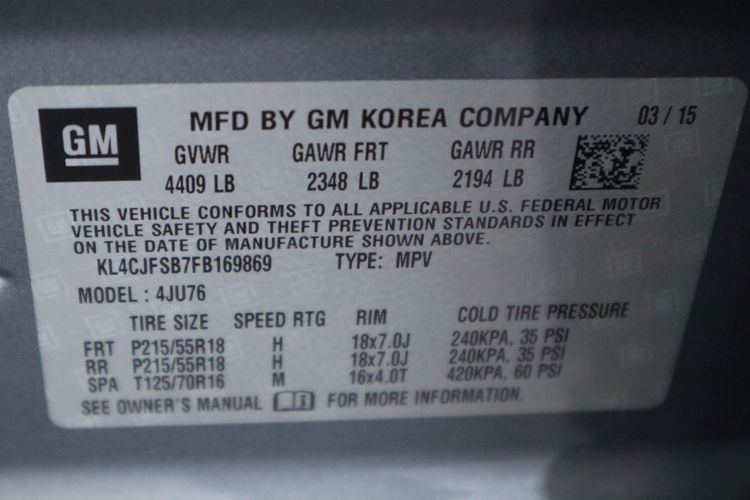 GM MFD BY GM KOREA COMPANY 03 / 15
GVWR GAWR FRT GAWR RR
4409 LB 2348 LB 2194 LB
THIS VEHICLE CONFORMS TO ALL APPLICABLE U.S. FEDERAL MOTOR
VEHICLE SAFETY AND THEFT PREVENTION STANDARDS IN EFFECT
ON THE DATE OF MANUFACTURE SHOWN ABOVE.
KL4CJFSB7FB169869 TYPE: MPV
MODEL : 4JU76
TIRE SIZE SPEED RTG RIM COLD TIRE PRESSURE
FRT P215/55R18 H 18x7.0J 240KPA, 35 PSI
RR P215/55R18 H 18x7.0J 240KPA, 35 PSI
SPA T125/70R16 M 16x4.0T 420KPA, 60 PSI
SEE OWNER'S MANUAL FOR MORE INFORMATION.